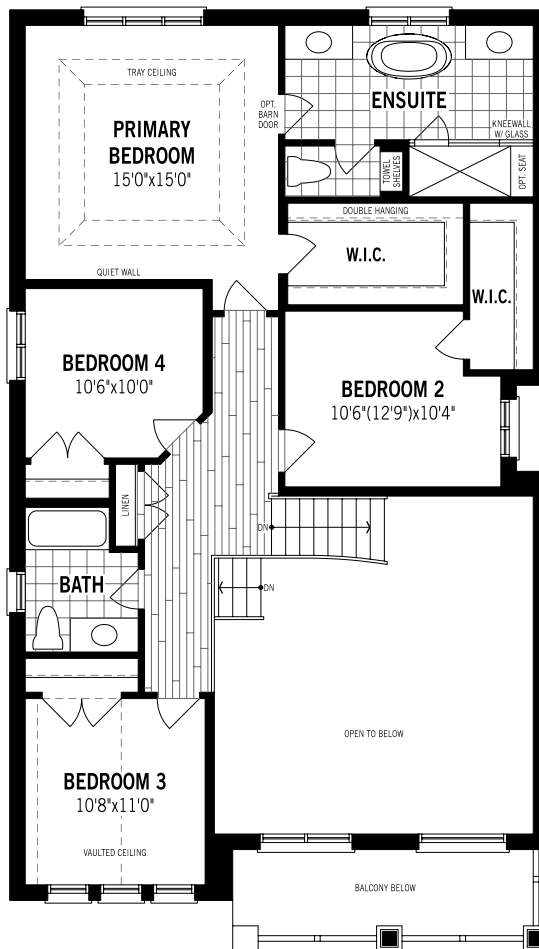 TRAY CEILING
PRIMARY
BEDROOM
15'0"x15'0"
QUIET WALL
OPT.
BARN
DOOR
ENSUITE
KNEEWALL
W/ GLASS
TOWEL
SHELVES
OPT. SEAT
DOUBLE HANGING
W.I.C.
W.I.C.
BEDROOM 4
10'6"x10'0"
BEDROOM 2
10'6"(12'9")x10'4"
LINEN
DN
BATH
DN
OPEN TO BELOW
BEDROOM 3
10'8"x11'0"
VAULTED CEILING
BALCONY BELOW